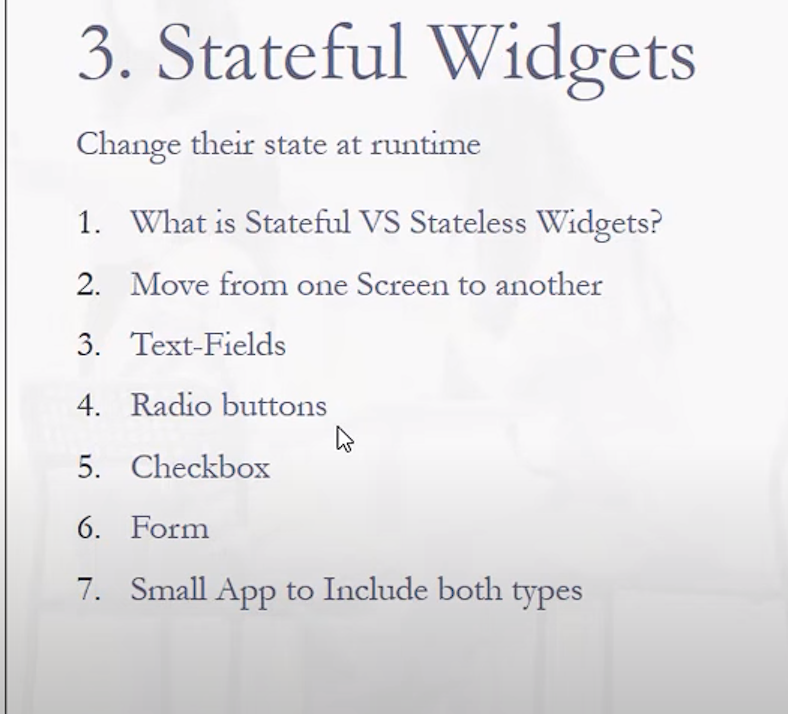 3. Stateful Widgets
Change their state at runtime
1. What is Stateful VS Stateless Widgets?
2. Move from one Screen to another
3. Text-Fields
4. Radio buttons
5. Checkbox
6. Form
7. Small App to Include both types